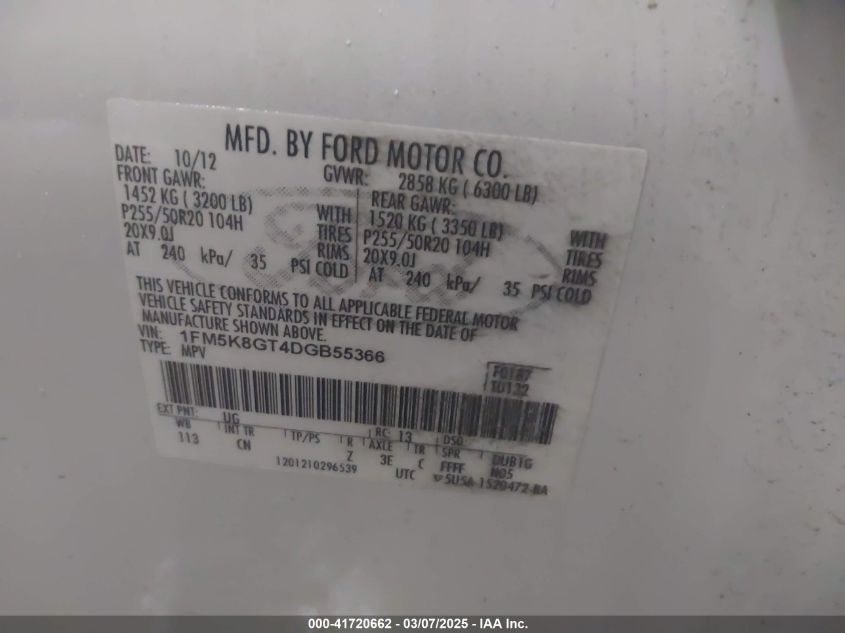 MFD. BY FORD MOTOR CO.
DATE: 10/12 GVWR: 2858 KG ( 6300 LB)
FRONT GAWR: REAR GAWR:
1452 KG ( 3200 LB) WITH 1520 KG ( 3350 LB) WITH
P255/50R20 104H TIRES P255/50R20 104H TIRES
20X9.0J RIMS 20X9.0J RIMS
AT 240 kPa/ 35 PSI COLD AT 240 kPa/ 35 PSI COLD
THIS VEHICLE CONFORMS TO ALL APPLICABLE FEDERAL MOTOR
VEHICLE SAFETY STANDARDS IN EFFECT ON THE DATE OF
MANUFACTURE SHOWN ABOVE.
VIN: 1FM5K8GT4DGB55366
TYPE: MPV
F0187
T0122
EXT PNT: UG RC: 13 DSO:
WB INT TR TP/PS R AXLE TR SPR DUB1G
113 CN Z 3E C FFFF N05
1201210296539 UTC 5U5A-1520472-BA
000-41720662 - 03/07/2025 - IAA Inc.